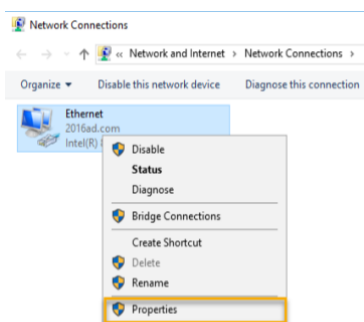 Network Connections
« Network and Internet > Network Connections >
Organize Disable this network device Diagnose this connection
Ethernet
2016ad.com
Intel(R)
Disable
Status
Diagnose
Bridge Connections
Create Shortcut
Delete
Rename
Properties